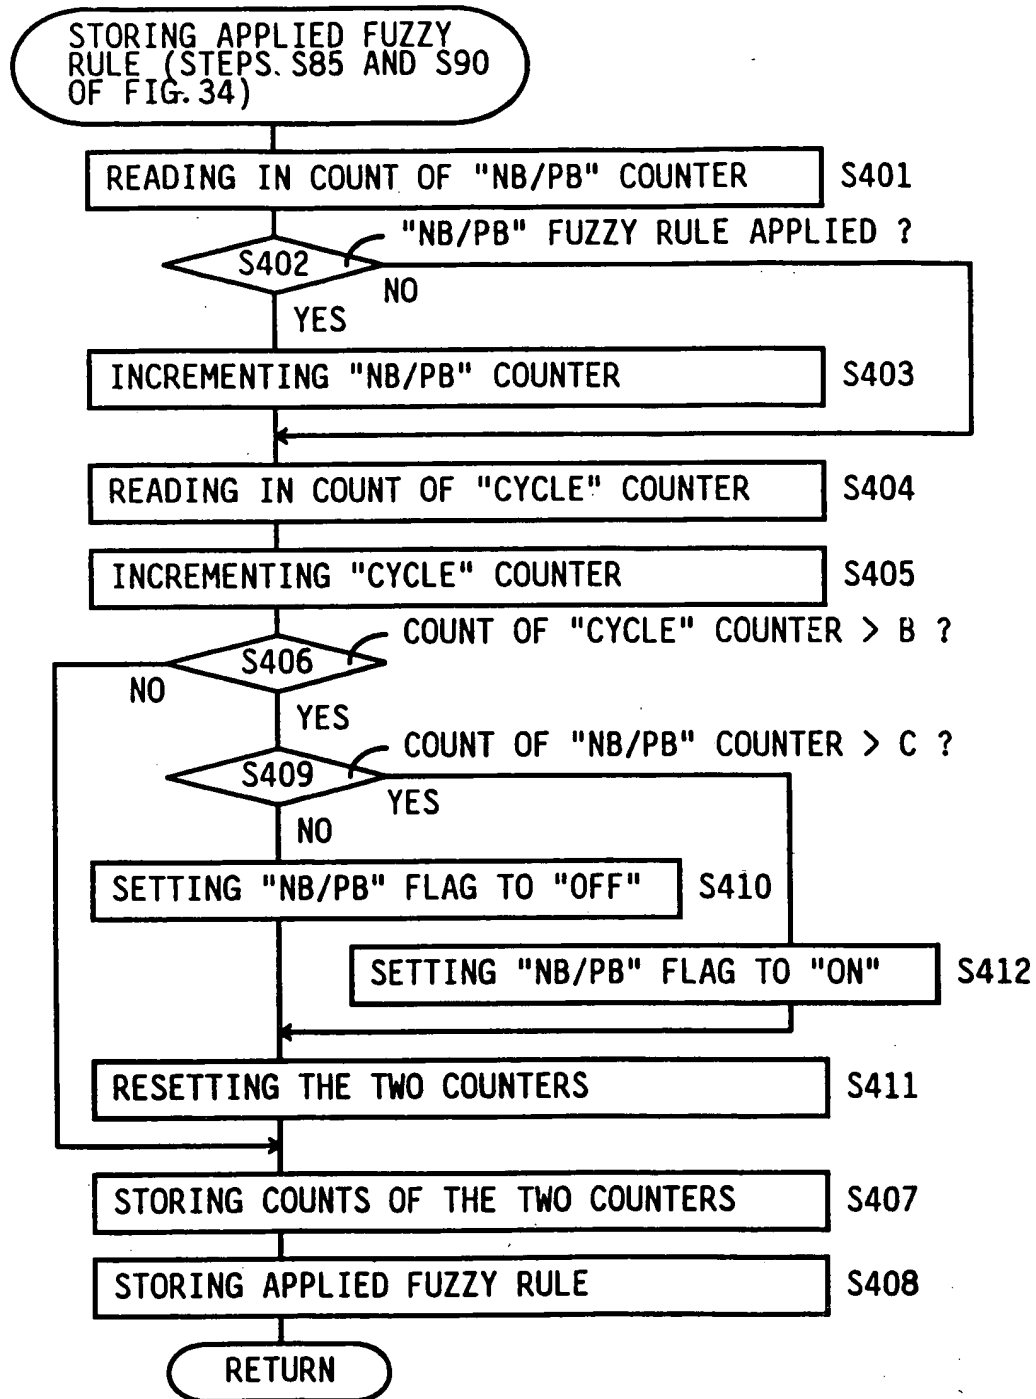 STORING APPLIED FUZZY
RULE (STEPS. S85 AND S90
OF FIG.34)
READING IN COUNT OF "NB/PB" COUNTER S401
"NB/PB" FUZZY RULE APPLIED ?
S402
NO
YES
INCREMENTING "NB/PB" COUNTER S403
READING IN COUNT OF "CYCLE" COUNTER S404
INCREMENTING "CYCLE" COUNTER S405
COUNT OF "CYCLE" COUNTER > B ?
S406
NO
YES
COUNT OF "NB/PB" COUNTER > C ?
S409
YES
NO
SETTING "NB/PB" FLAG TO "OFF" S410
SETTING "NB/PB" FLAG TO "ON" S412
RESETTING THE TWO COUNTERS S411
STORING COUNTS OF THE TWO COUNTERS S407
STORING APPLIED FUZZY RULE S408
RETURN